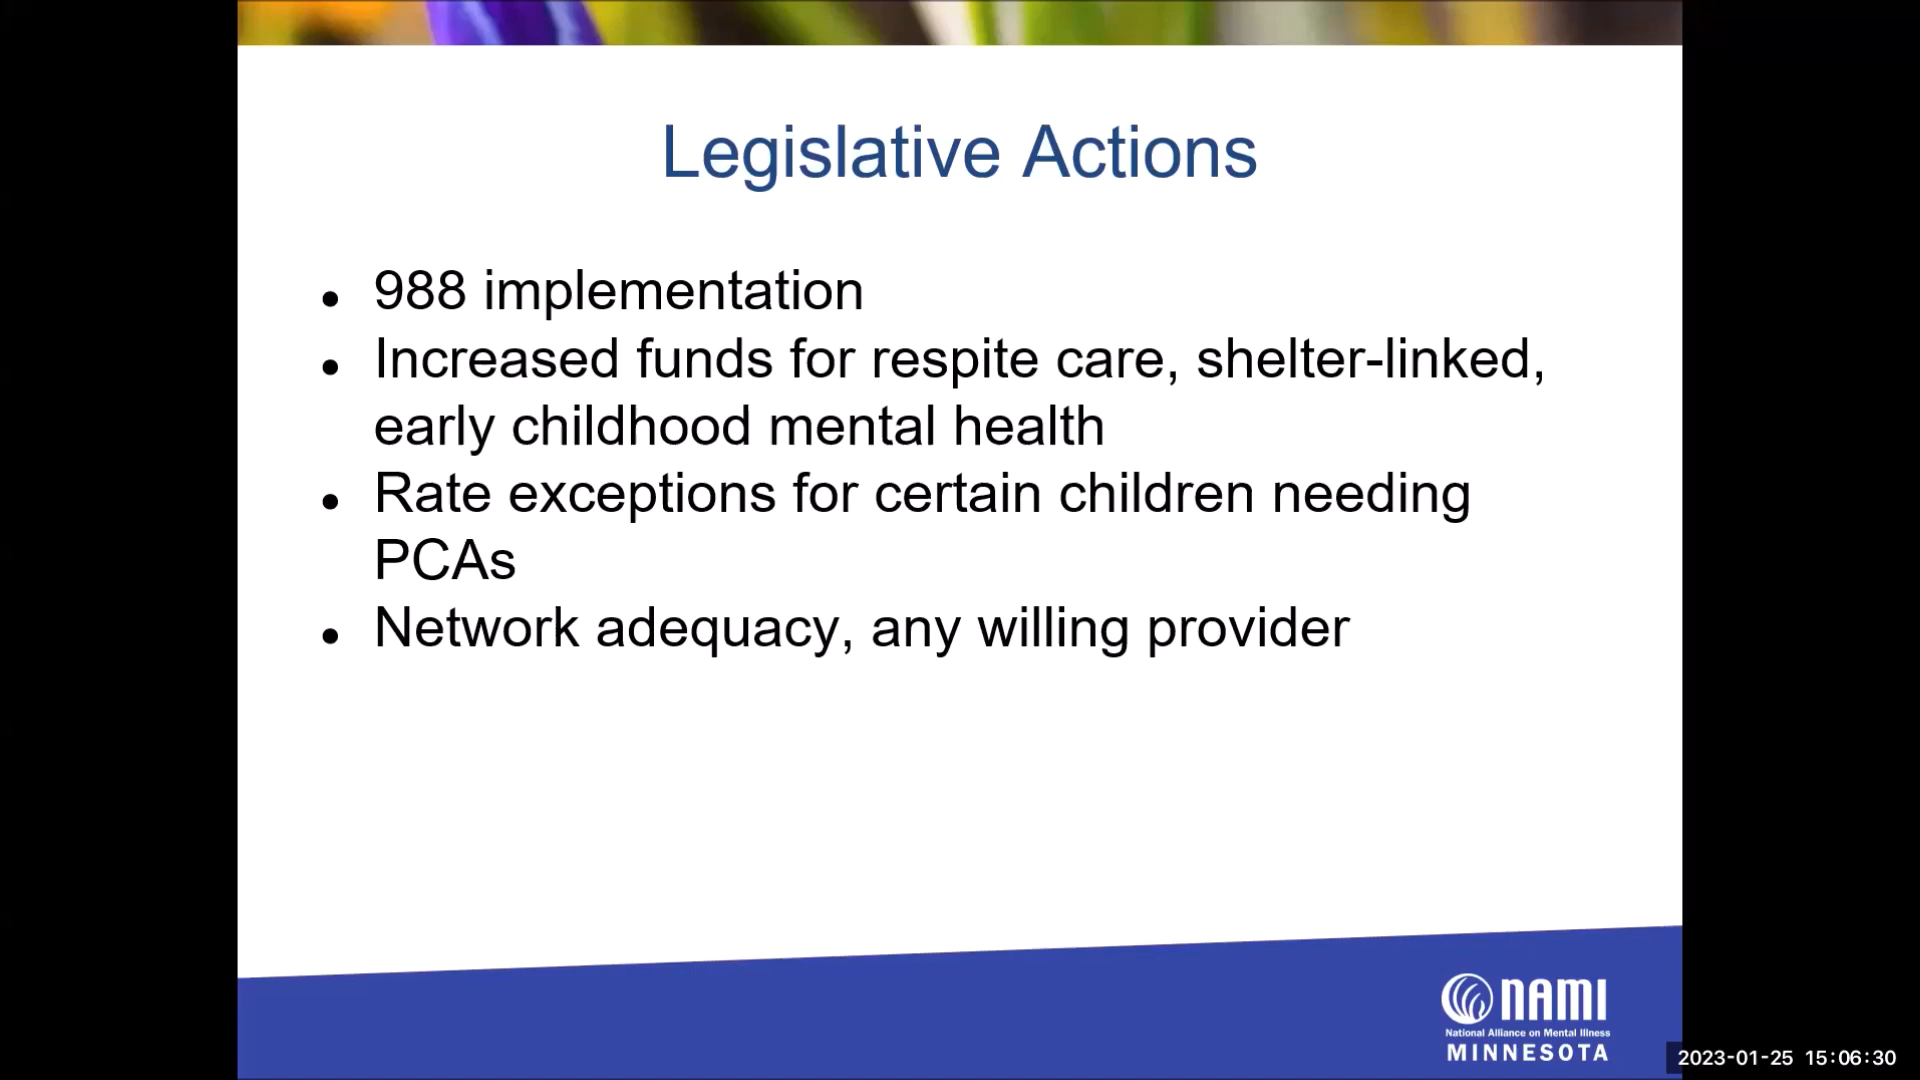 Legislative Actions
• 988 implementation
• Increased funds for respite care, shelter-linked,
early childhood mental health
• Rate exceptions for certain children needing
PCAs
• Network adequacy, any willing provider
NAMI
National Alliance on Mental Illness
MINNESOTA
2023-01-25 15:06:30